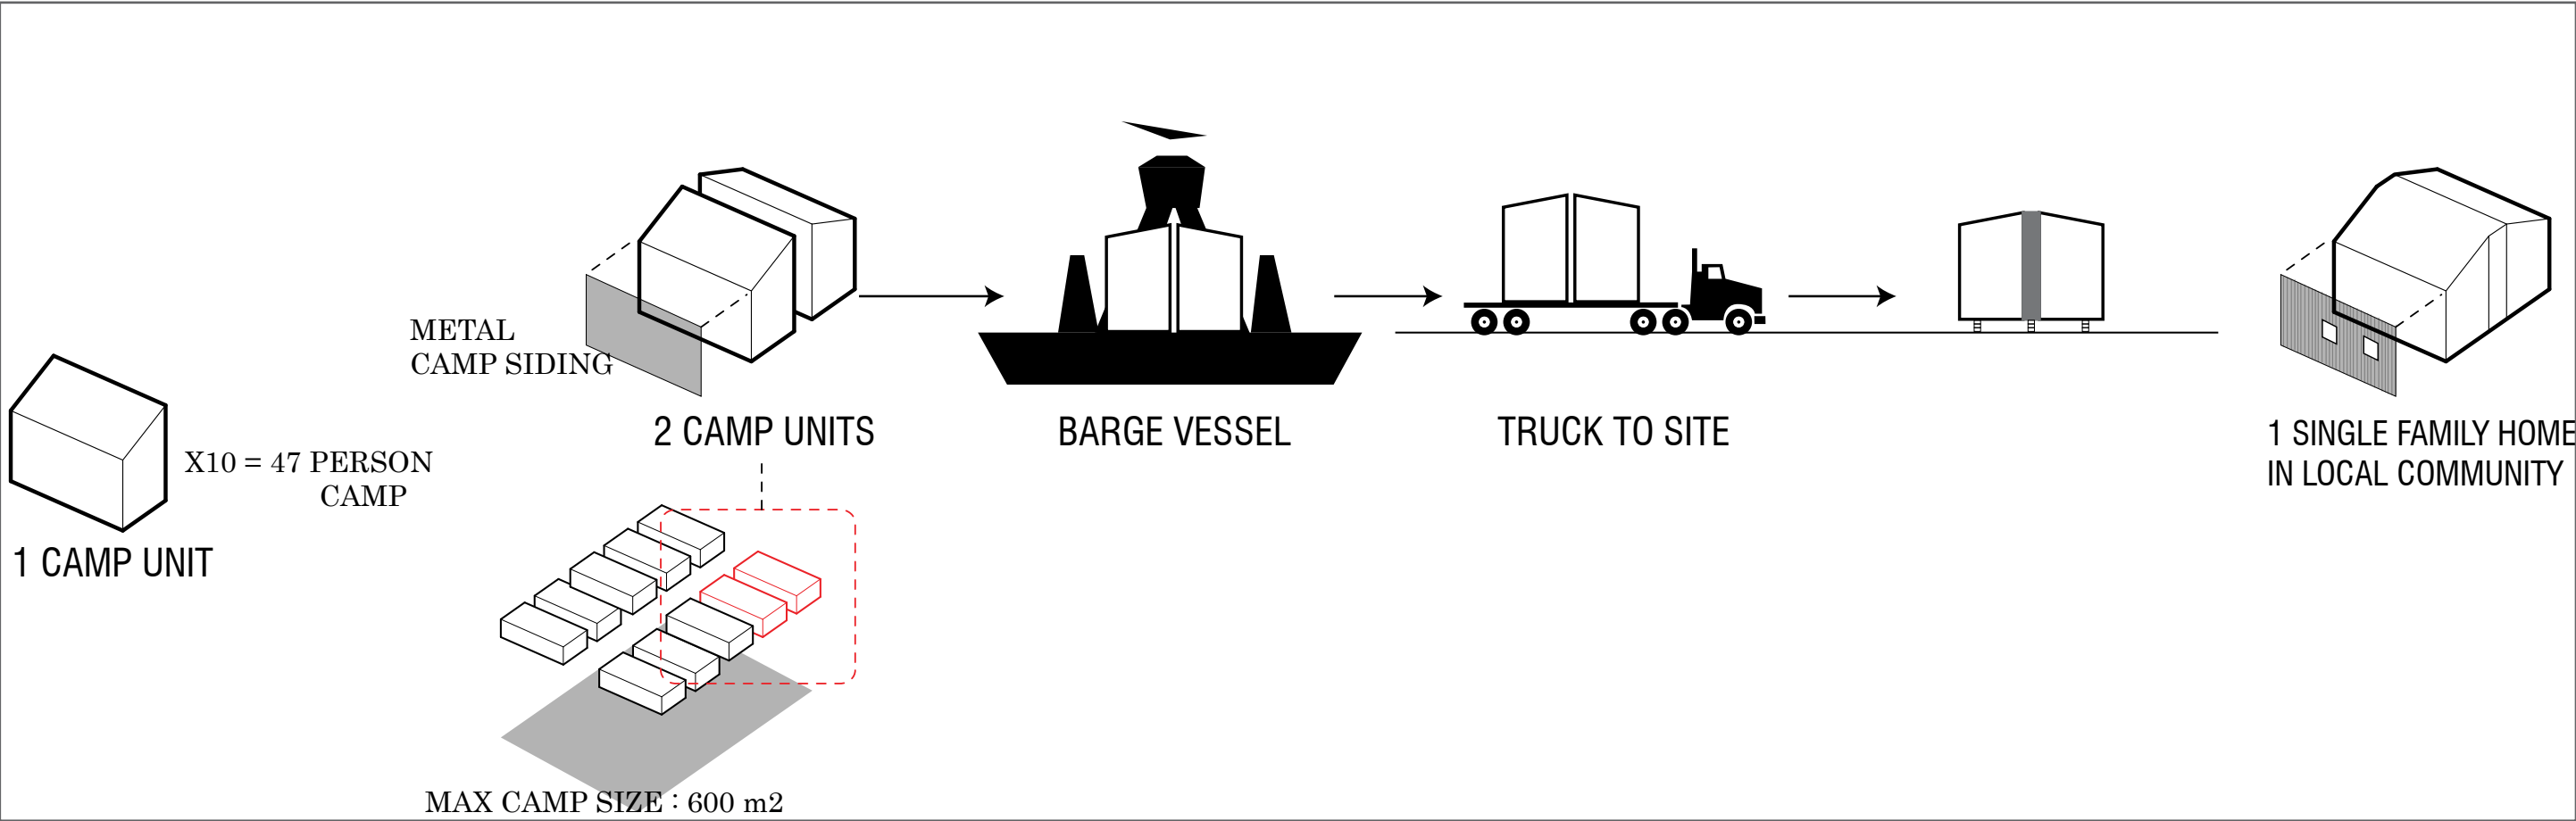 1 CAMP UNIT
X10 = 47 PERSON
CAMP
METAL
CAMP SIDING
2 CAMP UNITS
MAX CAMP SIZE : 600 m2
BARGE VESSEL
TRUCK TO SITE
1 SINGLE FAMILY HOME
IN LOCAL COMMUNITY